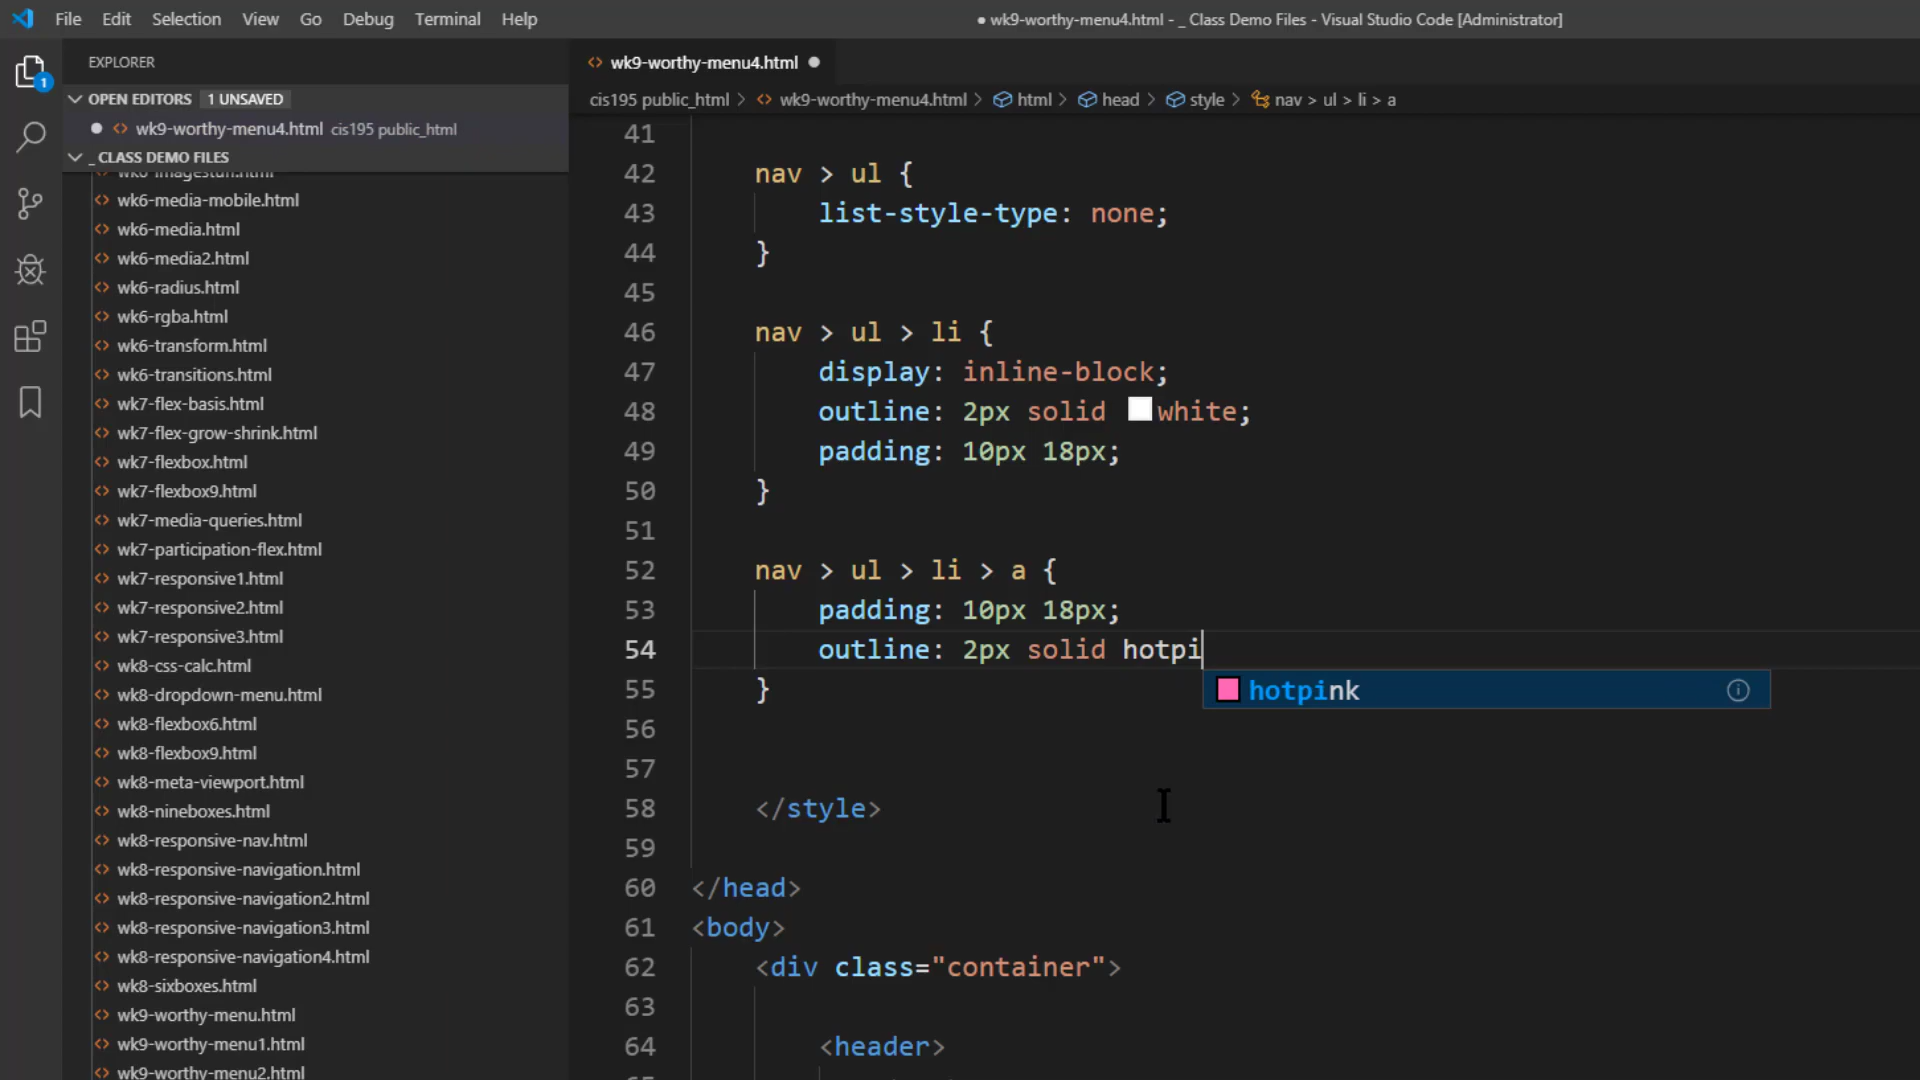 File Edit Selection View Go Debug Terminal Help
● wk9-worthy-menu4.html - _ Class Demo Files - Visual Studio Code [Administrator]
EXPLORER
OPEN EDITORS 1 UNSAVED
wk9-worthy-menu4.html cis195 public_html
_ CLASS DEMO FILES
wk6-imagestuff.html
wk6-media-mobile.html
wk6-media.html
wk6-media2.html
wk6-radius.html
wk6-rgba.html
wk6-transform.html
wk6-transitions.html
wk7-flex-basis.html
wk7-flex-grow-shrink.html
wk7-flexbox.html
wk7-flexbox9.html
wk7-media-queries.html
wk7-participation-flex.html
wk7-responsive1.html
wk7-responsive2.html
wk7-responsive3.html
wk8-css-calc.html
wk8-dropdown-menu.html
wk8-flexbox6.html
wk8-flexbox9.html
wk8-meta-viewport.html
wk8-nineboxes.html
wk8-responsive-nav.html
wk8-responsive-navigation.html
wk8-responsive-navigation2.html
wk8-responsive-navigation3.html
wk8-responsive-navigation4.html
wk8-sixboxes.html
wk9-worthy-menu.html
wk9-worthy-menu1.html
wk9-worthy-menu2.html
1
wk9-worthy-menu4.html
cis195 public_html > wk9-worthy-menu4.html > html > head > style > nav > ul > li > a
41
42 nav > ul {
43 list-style-type: none;
44 }
45
46 nav > ul > li {
47 display: inline-block;
48 outline: 2px solid white;
49 padding: 10px 18px;
50 }
51
52 nav > ul > li > a {
53 padding: 10px 18px;
54 outline: 2px solid hotpi
hotpink
55 }
56
57
58 </style>
59
60 </head>
61 <body>
62 <div class="container">
63
64 <header>